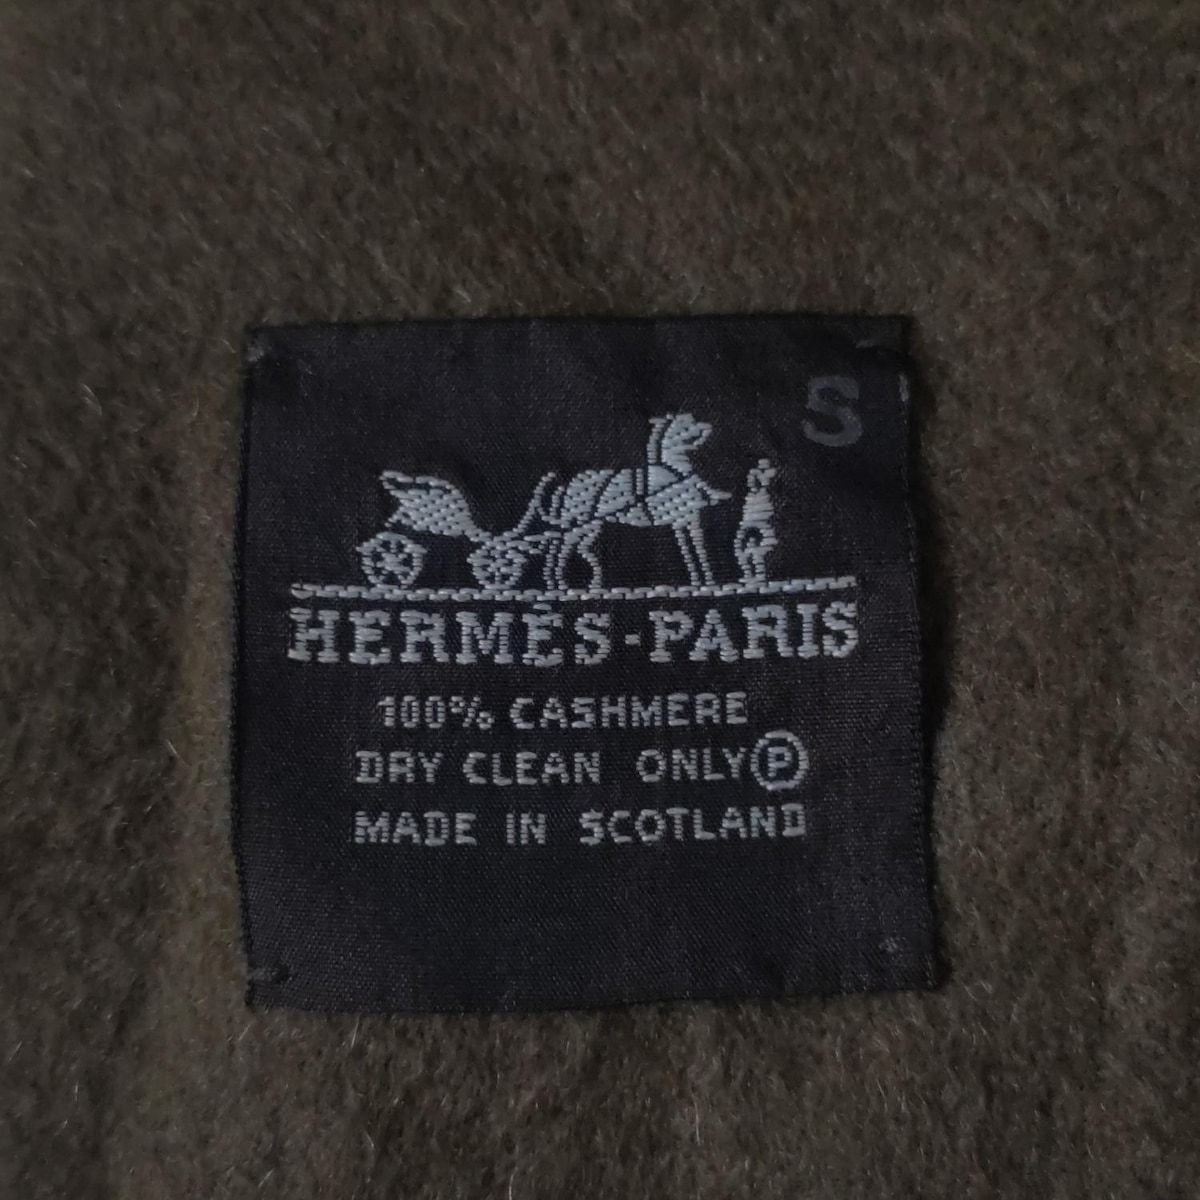 S
HERMÈS-PARIS
100% CASHMERE
DRY CLEAN ONLY Ⓟ
MADE IN SCOTLAND